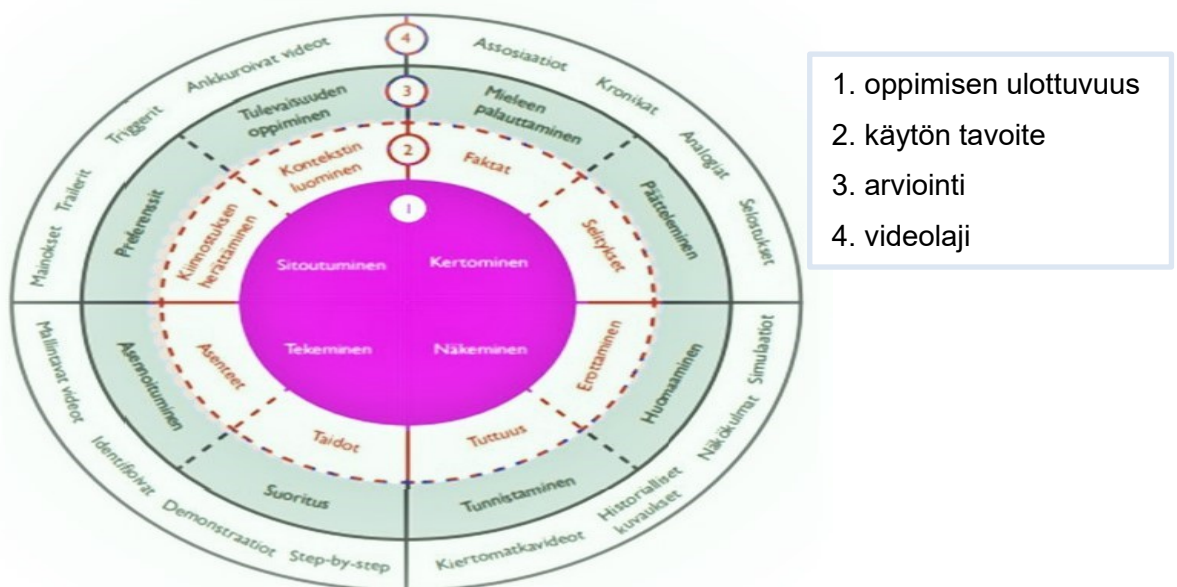 4
Ankkuroivat videot
Assosiaatiot
Triggerit
Kronikat
Trailerit
Analogiat
Mainokset
Selostukset
3
Tulevaisuuden
oppiminen
Mieleen
palauttaminen
Preferenssit
Päätteleminen
2
Kontekstin
luominen
Faktat
Kiinnostuksen
herättäminen
Selitykset
1
Sitoutuminen
Kertominen
Tekeminen
Näkeminen
Asenteet
Erottaminen
Taidot
Tuttuus
Asennoituminen
Huomaaminen
Suoritus
Tunnistaminen
Mallintavat videot
Simulaatiot
Identifioivat
Näkökulmat
Demonstraatiot
Historialliset
kuvaukset
Step-by-step
Kiertomatkavideot
1. oppimisen ulottuvuus
2. käytön tavoite
3. arviointi
4. videolaji